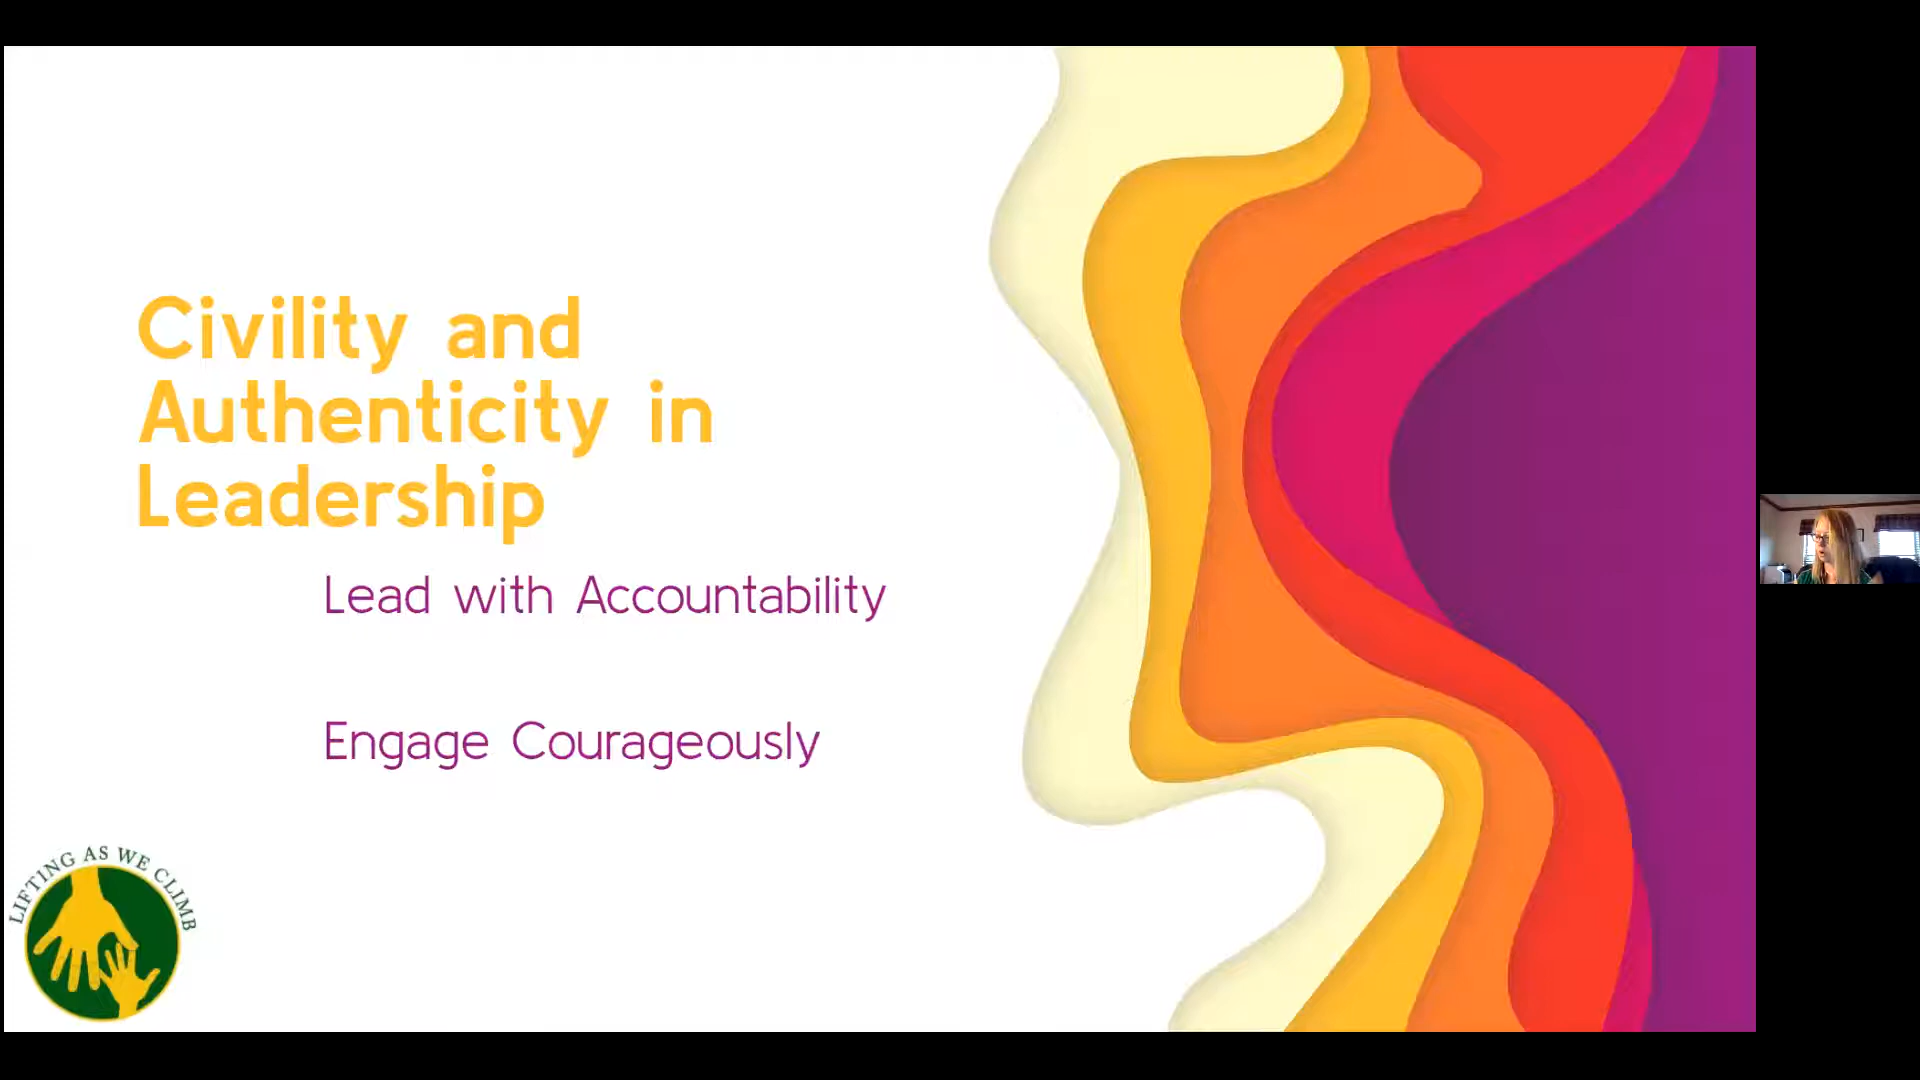 Civility and
Authenticity in
Leadership
Lead with Accountability
Engage Courageously
LIFTING AS WE CLIMB